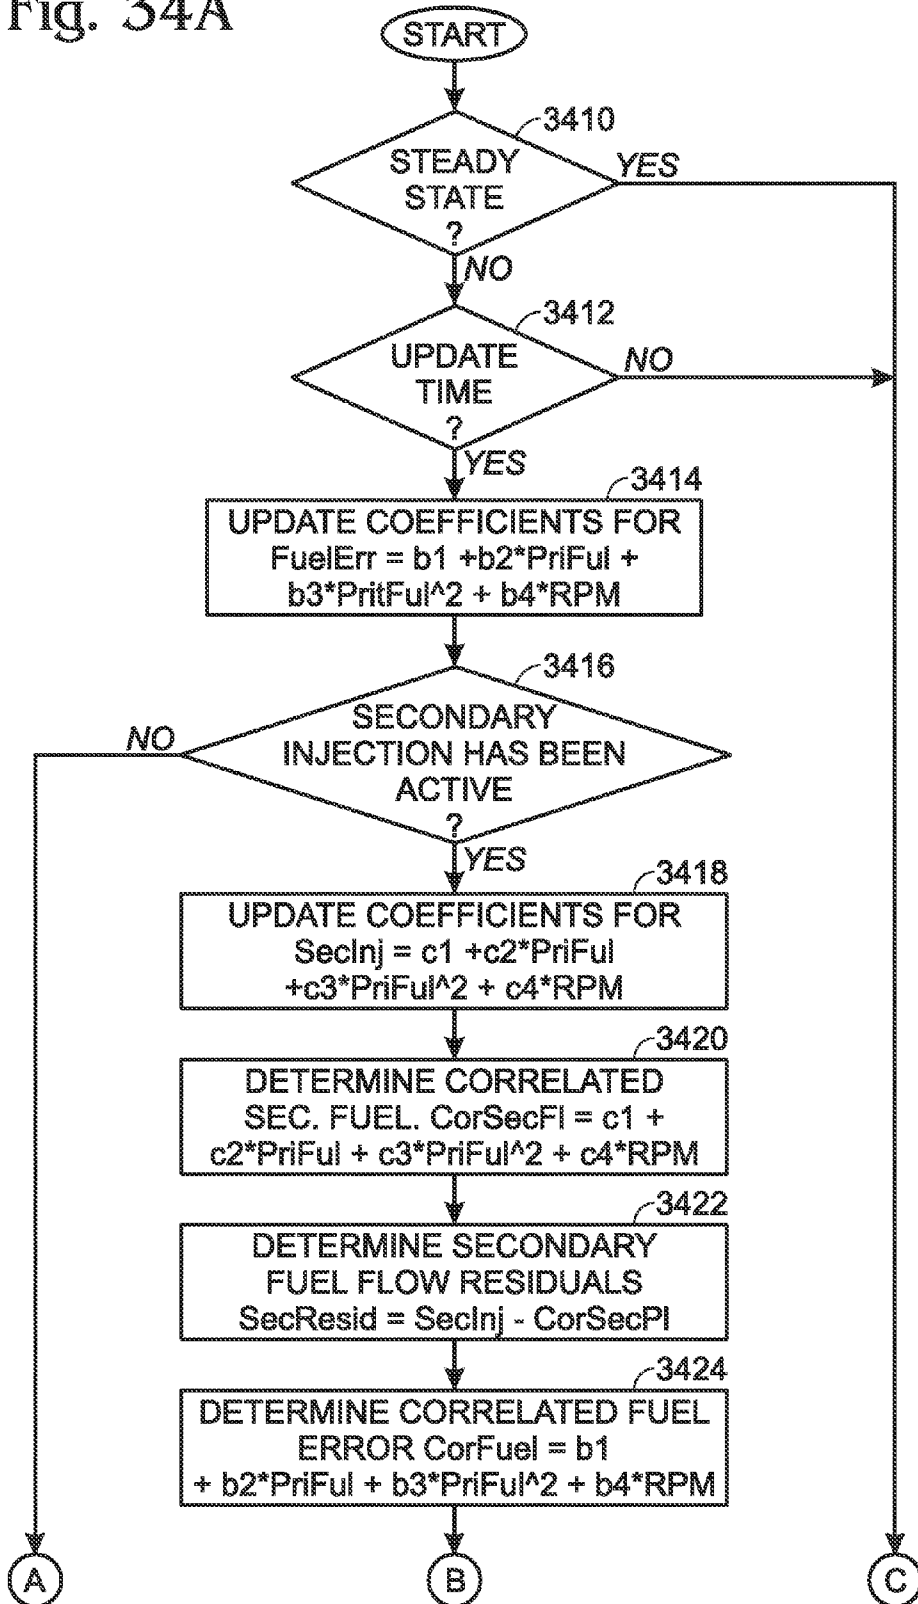 Fig. 34A
START
3410
STEADY
STATE
?
YES
NO
3412
UPDATE
TIME
?
NO
YES
3414
UPDATE COEFFICIENTS FOR
FuelErr = b1 +b2*PriFul +
b3*PritFul^2 + b4*RPM
3416
SECONDARY
INJECTION HAS BEEN
ACTIVE
?
NO
YES
3418
UPDATE COEFFICIENTS FOR
SecInj = c1 +c2*PriFul
+c3*PriFul^2 + c4*RPM
3420
DETERMINE CORRELATED
SEC. FUEL. CorSecFl = c1 +
c2*PriFul + c3*PriFul^2 + c4*RPM
3422
DETERMINE SECONDARY
FUEL FLOW RESIDUALS
SecResid = SecInj - CorSecPl
3424
DETERMINE CORRELATED FUEL
ERROR CorFuel = b1
+ b2*PriFul + b3*PriFul^2 + b4*RPM
A
B
C